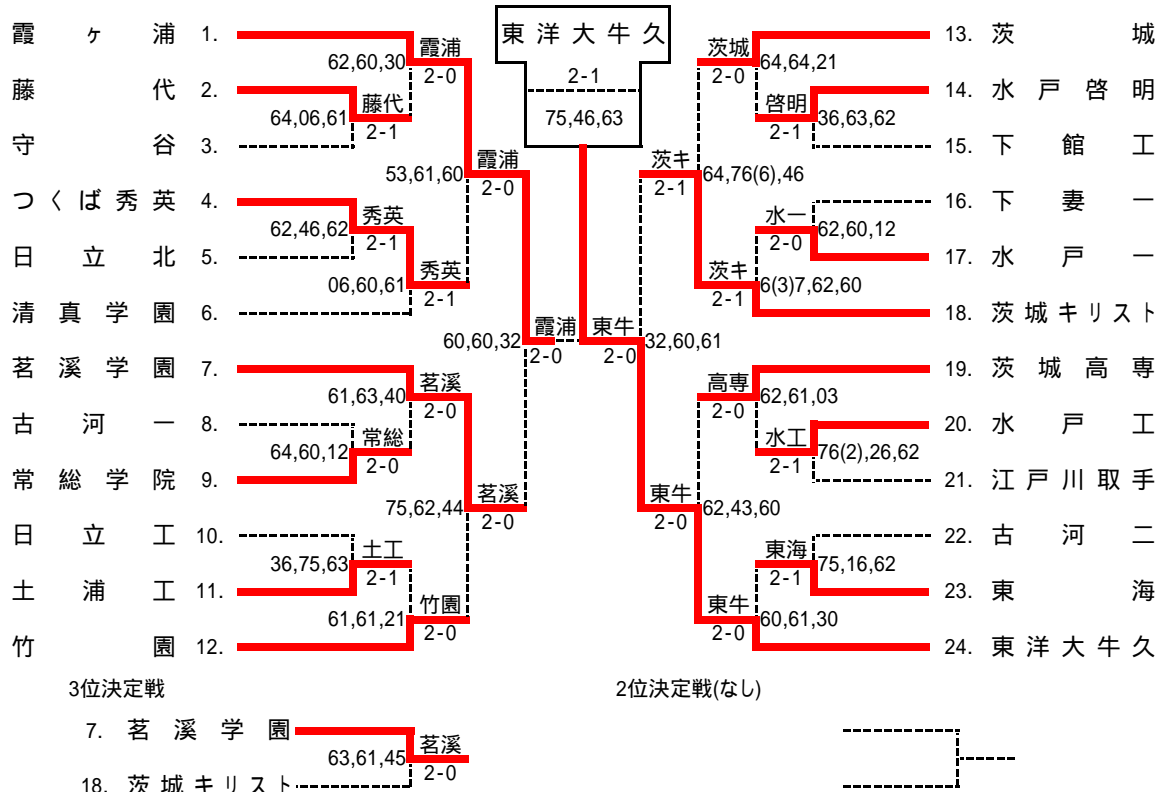 東洋大牛久
2-1
75,46,63
霞ヶ浦 1.
藤代 2.
守谷 3.
つくば秀英 4.
日立北 5.
清真学園 6.
茗溪学園 7.
古河一 8.
常総学院 9.
日立工 10.
土浦工 11.
竹園 12.
62,60,30
霞浦
2-0
64,06,61
藤代
2-1
53,61,60
霞浦
2-0
62,46,62
秀英
2-1
06,60,61
秀英
2-1
60,60,32
霞浦
2-0
61,63,40
茗溪
2-0
64,60,12
常総
2-0
75,62,44
茗溪
2-0
36,75,63
土工
2-1
61,61,21
竹園
2-0
13. 茨城
14. 水戸啓明
15. 下館工
16. 下妻一
17. 水戸一
18. 茨城キリスト
19. 茨城高専
20. 水戸工
21. 江戸川取手
22. 古河二
23. 東海
24. 東洋大牛久
茨城
2-0
64,64,21
啓明
2-1
36,63,62
茨キ
2-1
64,76(6),46
水一
2-0
62,60,12
茨キ
2-1
6(3)7,62,60
東牛
2-0
32,60,61
高専
2-0
62,61,03
水工
2-1
76(2),26,62
東牛
2-0
62,43,60
東海
2-1
75,16,62
東牛
2-0
60,61,30
3位決定戦
7. 茗溪学園
63,61,45
茗溪
2-0
18. 茨城キリスト
2位決定戦(なし)